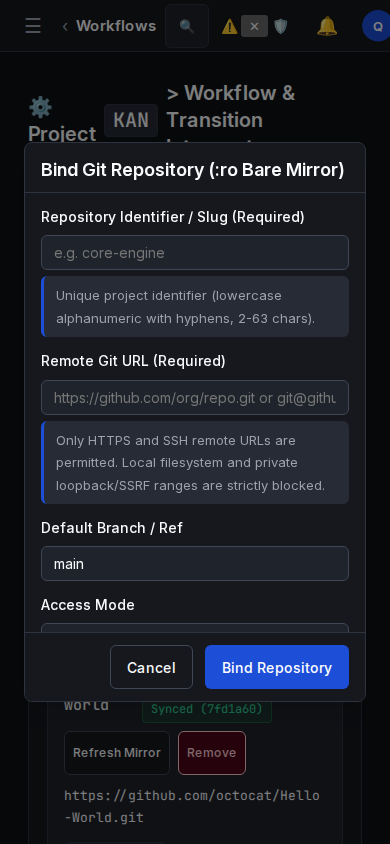 Workflows
Q
Project KAN > Workflow &
Transition
Bind Git Repository (:ro Bare Mirror)
Repository Identifier / Slug (Required)
e.g. core-engine
Unique project identifier (lowercase
alphanumeric with hyphens, 2-63 chars).
Remote Git URL (Required)
https://github.com/org/repo.git or git@githu
Only HTTPS and SSH remote URLs are
permitted. Local filesystem and private
loopback/SSRF ranges are strictly blocked.
Default Branch / Ref
main
Access Mode
Cancel
Bind Repository
world
Synced (7fd1a60)
Refresh Mirror
Remove
https://github.com/octocat/Hello
-World.git